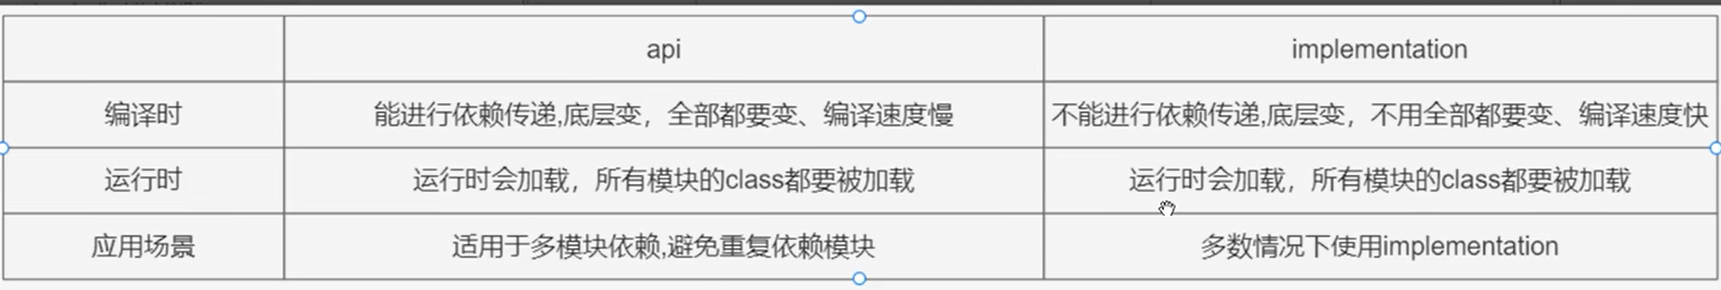 api
implementation
编译时
能进行依赖传递,底层变，全部都要变、编译速度慢
不能进行依赖传递,底层变，不用全部都要变、编译速度快
运行时
运行时会加载，所有模块的class都要被加载
运行时会加载，所有模块的class都要被加载
应用场景
适用于多模块依赖,避免重复依赖模块
多数情况下使用implementation